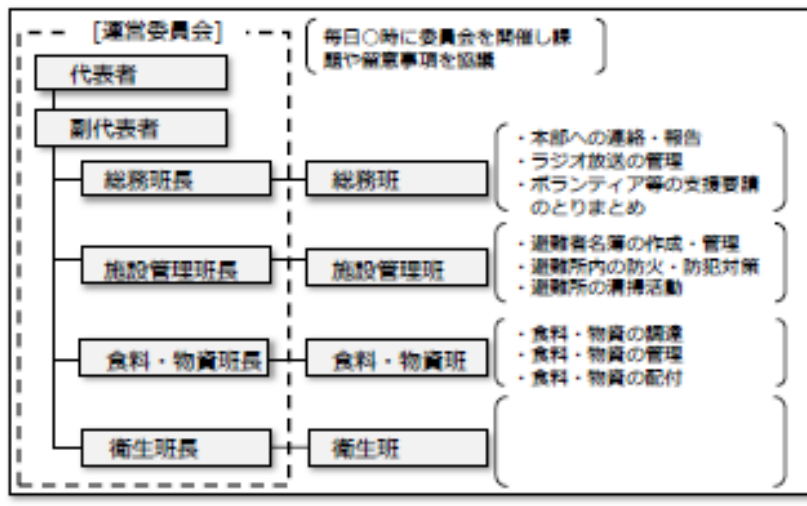 [運営委員会]
毎日〇時に委員会を開催し課
題や留意事項を協議
代表者
副代表者
総務班長
総務班
・本部への連絡・報告
・ラジオ放送の管理
・ボランティア等の支援要請
のとりまとめ
施設管理班長
施設管理班
・避難者名簿の作成・管理
・避難所内の防火・防犯対策
・避難所の清掃活動
食料・物資班長
食料・物資班
・食料・物資の調達
・食料・物資の管理
・食料・物資の配付
衛生班長
衛生班